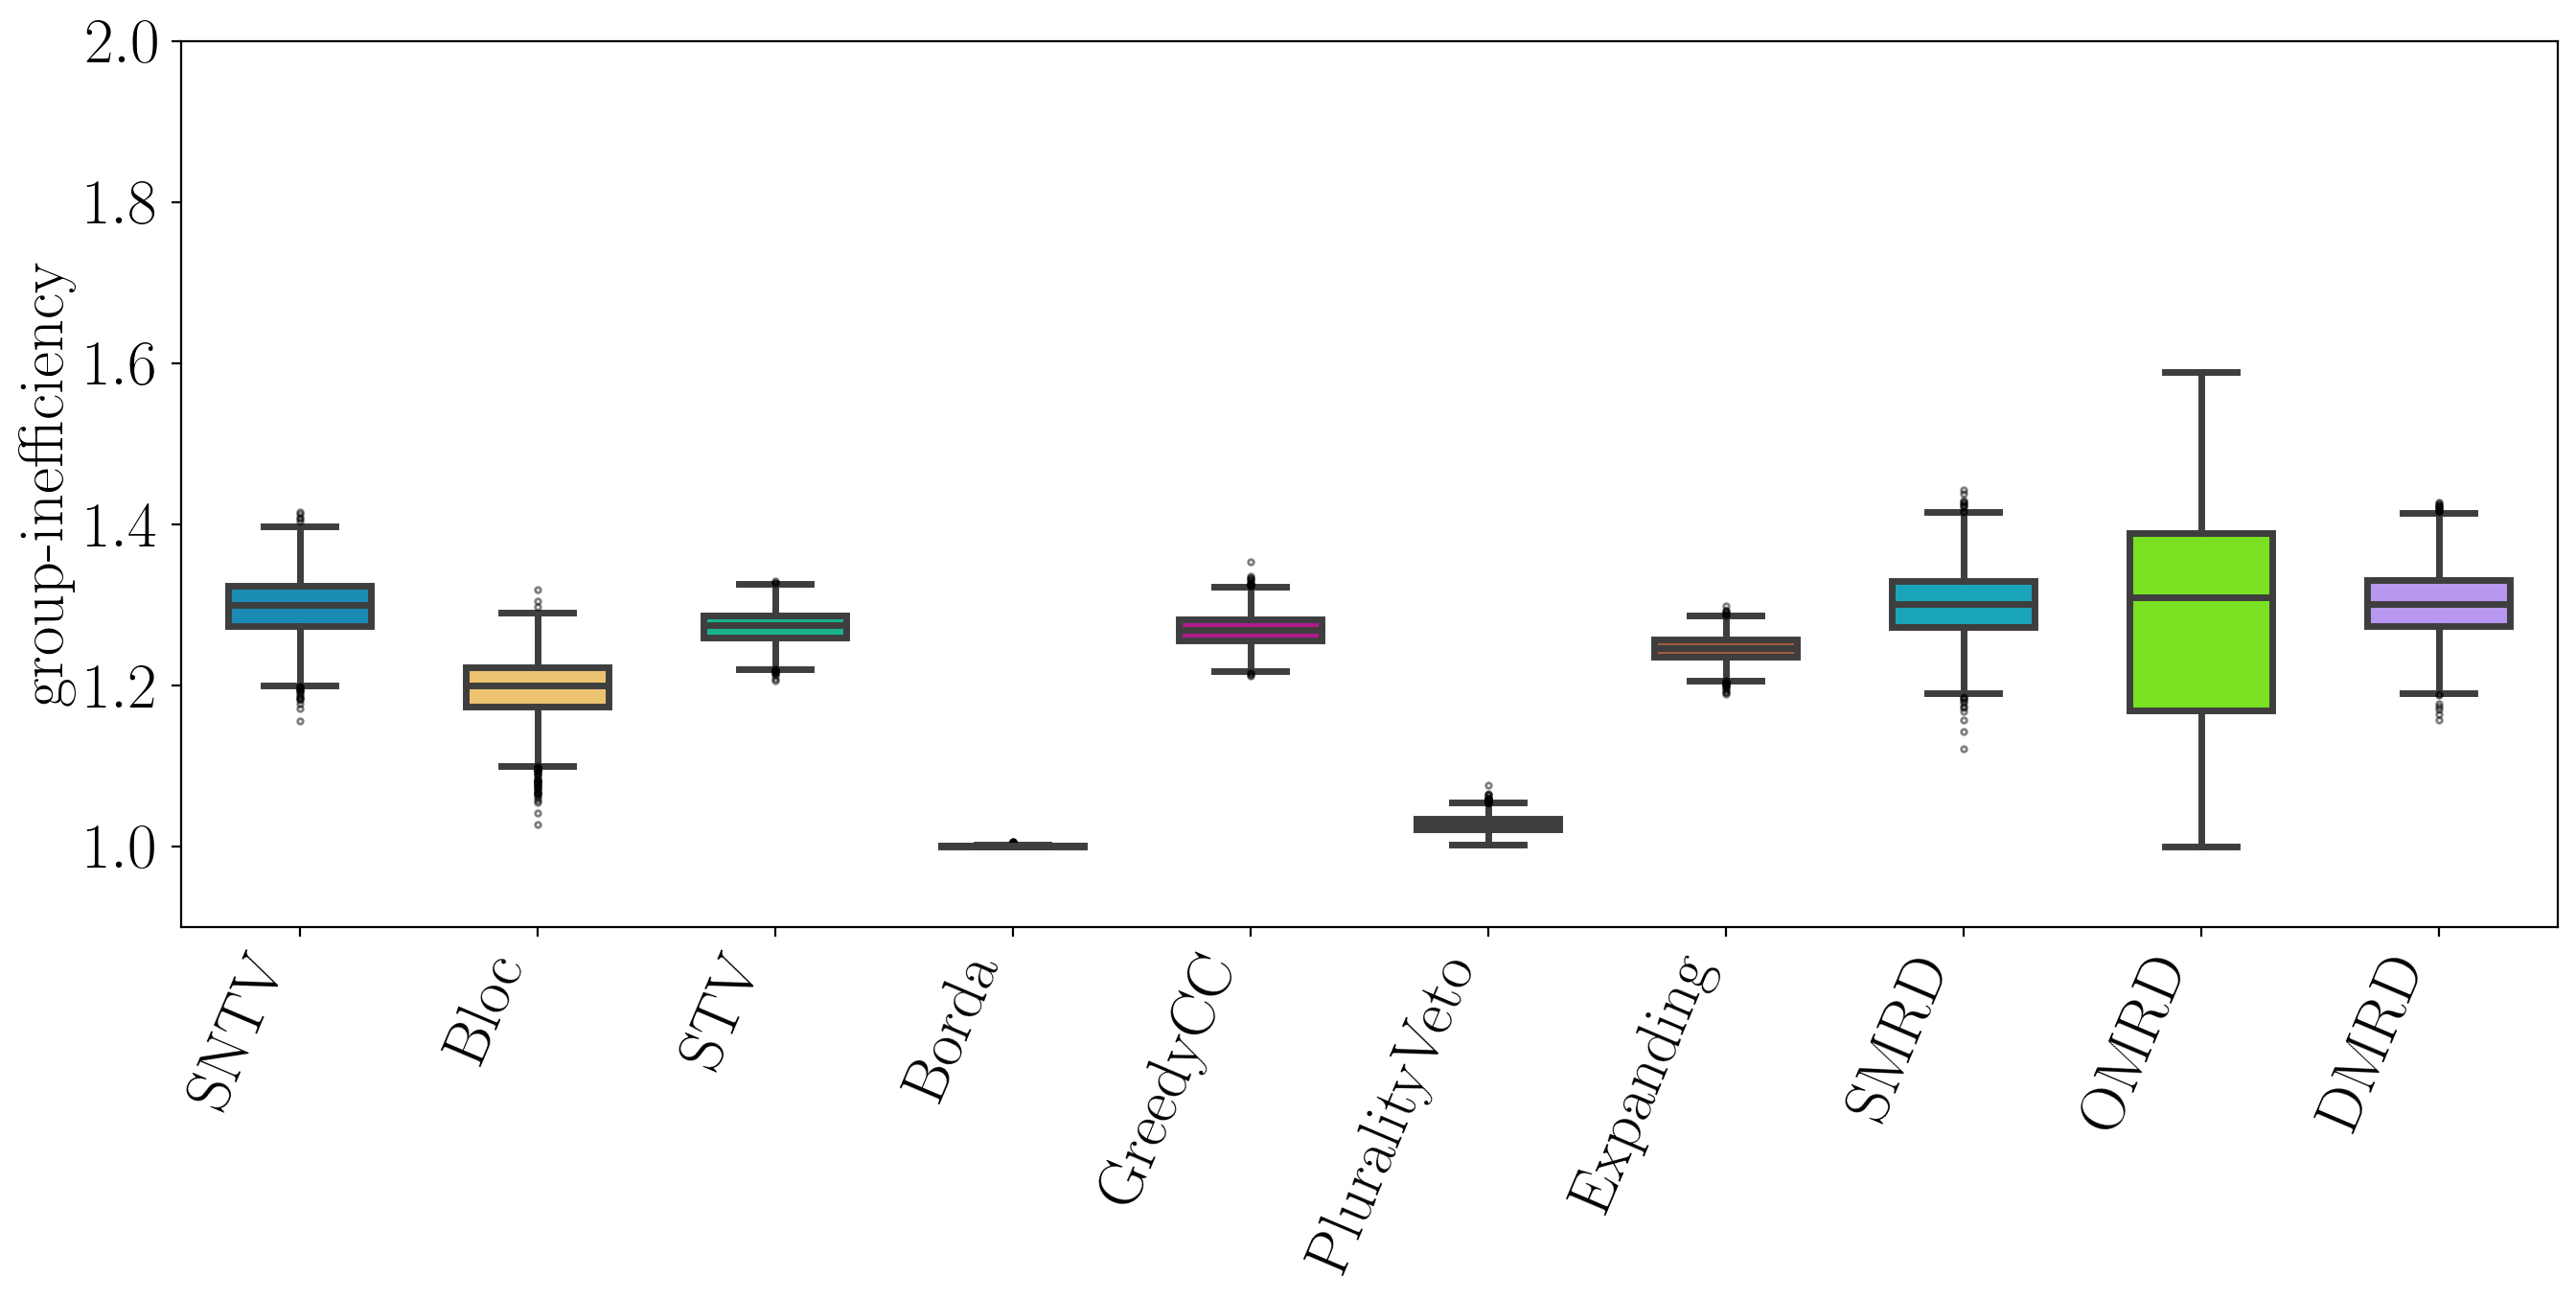 group-inefficiency
2.0
1.8
1.6
1.4
1.2
1.0
SNTV
Bloc
STV
Borda
GreedyCC
PluralityVeto
Expanding
SMRD
OMRD
DMRD